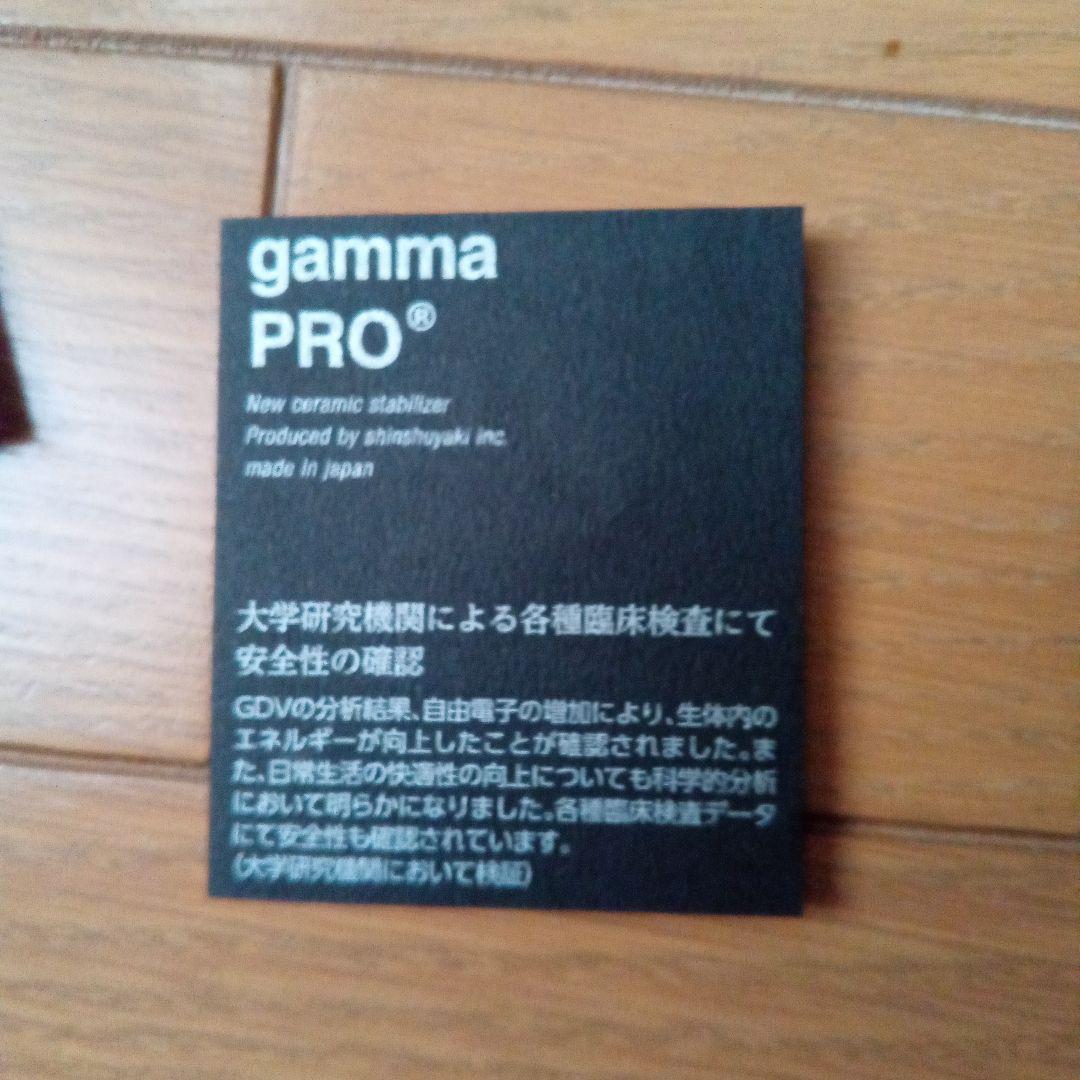 gamma
PRO®
New ceramic stabilizer
Produced by shinshuyaki inc.
made in japan
大学研究機関による各種臨床検査にて
安全性の確認
GDVの分析結果、自由電子の増加により、生体内の
エネルギーが向上したことが確認されました。ま
た、日常生活の快適性の向上についても科学的分析
において明らかになりました。各種臨床検査データ
にて安全性も確認されています。
(大学研究機関において検証)